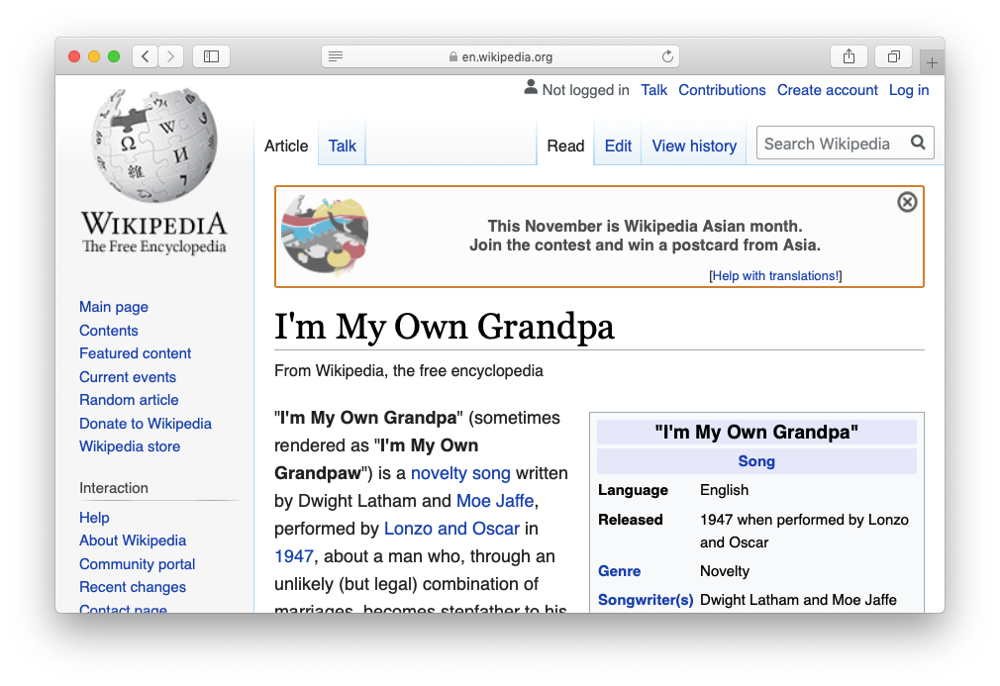 en.wikipedia.org
Not logged in Talk Contributions Create account Log in
Article Talk Read Edit View history Search Wikipedia
WIKIPEDIA
The Free Encyclopedia
This November is Wikipedia Asian month.
Join the contest and win a postcard from Asia.
[Help with translations!]
Main page
Contents
Featured content
Current events
Random article
Donate to Wikipedia
Wikipedia store
Interaction
Help
About Wikipedia
Community portal
Recent changes
Contact page
I'm My Own Grandpa
From Wikipedia, the free encyclopedia
"I'm My Own Grandpa" (sometimes
rendered as "I'm My Own
Grandpaw") is a novelty song written
by Dwight Latham and Moe Jaffe,
performed by Lonzo and Oscar in
1947, about a man who, through an
unlikely (but legal) combination of
marriages, becomes stepfather to his
"I'm My Own Grandpa"
Song
Language English
Released 1947 when performed by Lonzo
and Oscar
Genre Novelty
Songwriter(s) Dwight Latham and Moe Jaffe